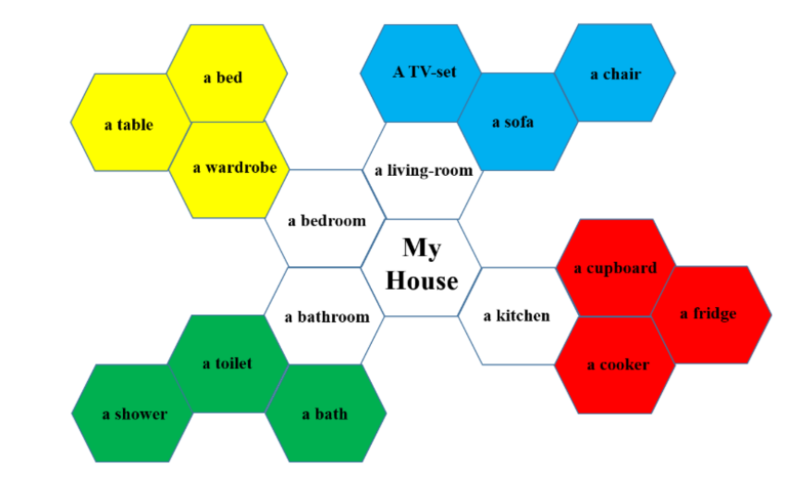 a bed
a table
a wardrobe
A TV-set
a sofa
a chair
a living-room
a bedroom
My
House
a bathroom
a kitchen
a cupboard
a fridge
a cooker
a toilet
a shower
a bath